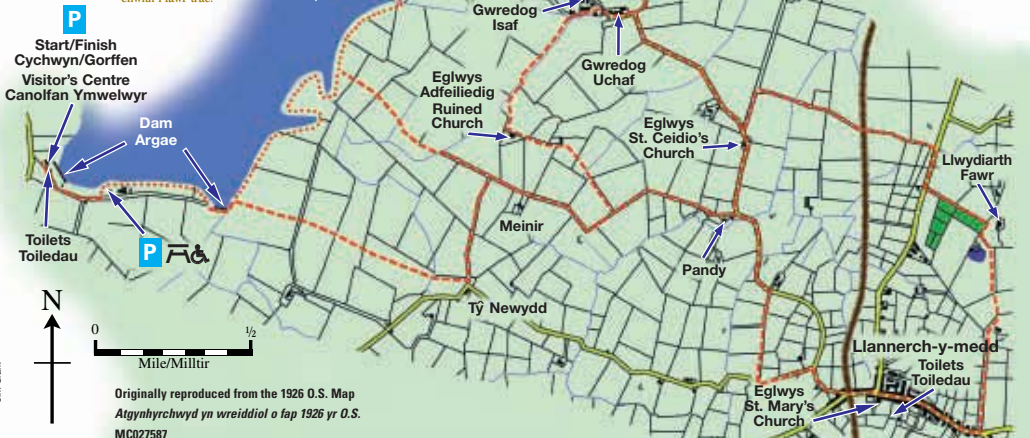 P
Start/Finish
Cychwyn/Gorffen
Visitor's Centre
Canolfan Ymwelwyr
Dam
Argae
Toilets
Toiledau
P
Gwredog
Isaf
Gwredog
Uchaf
Eglwys
Adfeiliedig
Ruined
Church
Eglwys
St. Ceidio's
Church
Llwydiarth
Fawr
Meinir
Pandy
Tŷ Newydd
Llannerch-y-medd
Toilets
Toiledau
Eglwys
St. Mary's
Church
N
0 ½
Mile/Milltir
Originally reproduced from the 1926 O.S. Map
Atgynhyrchwyd yn wreiddiol o fap 1926 yr O.S.
MC027587